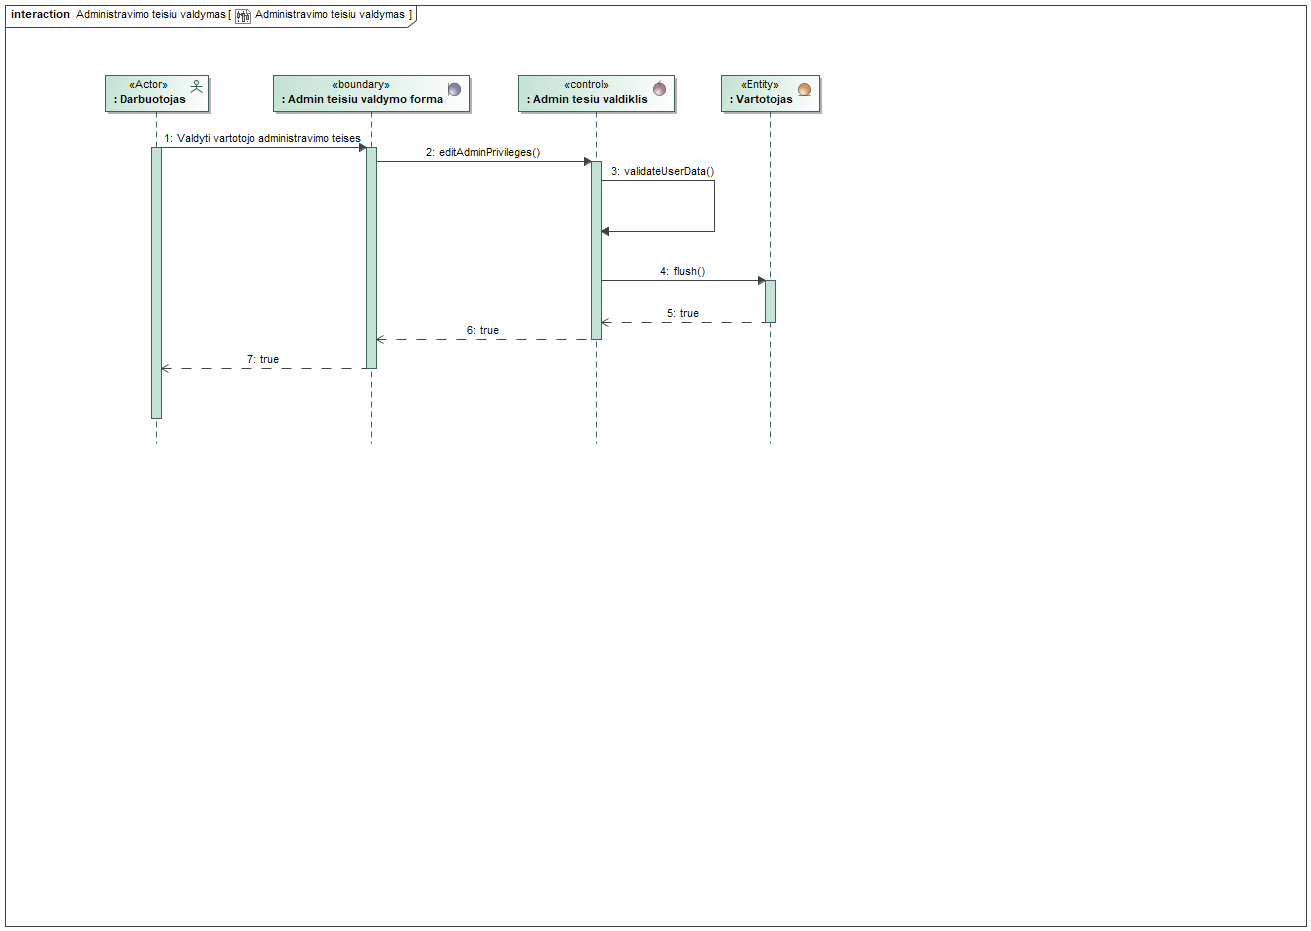 interaction Administravimo teisiu valdymas [ Administravimo teisiu valdymas ]
«Actor»
: Darbuotojas
«boundary»
: Admin teisiu valdymo forma
«control»
: Admin tesiu valdiklis
«Entity»
: Vartotojas
1: Valdyti vartotojo administravimo teises
2: editAdminPrivileges()
3: validateUserData()
4: flush()
5: true
6: true
7: true